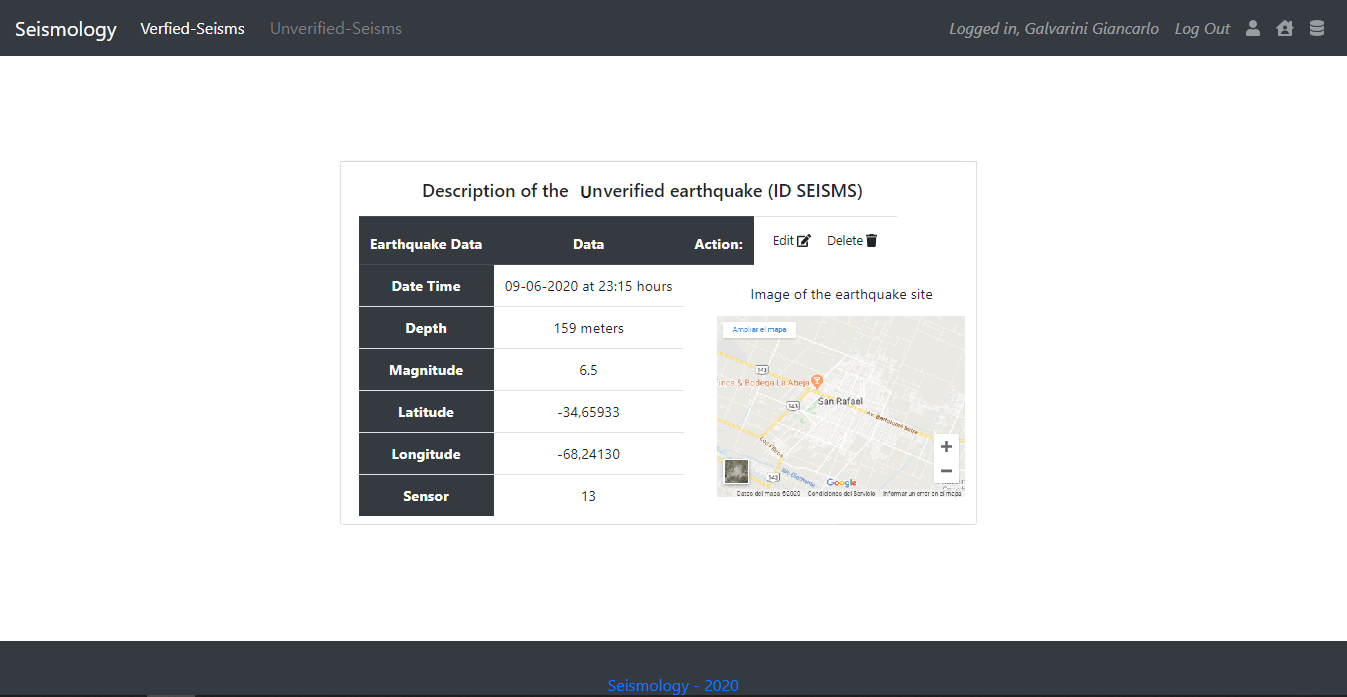 Seismology Verfied-Seisms Unverified-Seisms Logged in, Galvarini Giancarlo Log Out
Description of the Unverified earthquake (ID SEISMS)
Earthquake Data Data Action: Edit Delete
Date Time 09-06-2020 at 23:15 hours
Image of the earthquake site
Depth 159 meters
Magnitude 6.5
Latitude -34,65933
Longitude -68,24130
Sensor 13
Ampliar el mapa
143
inca & Bodega La Abeja
San Rafael
143
Av. Bartolomé Mitre
143
Río Diamante
Google
Datos del mapa ©2020 Condiciones del Servicio Informar un error en el mapa
Seismology - 2020